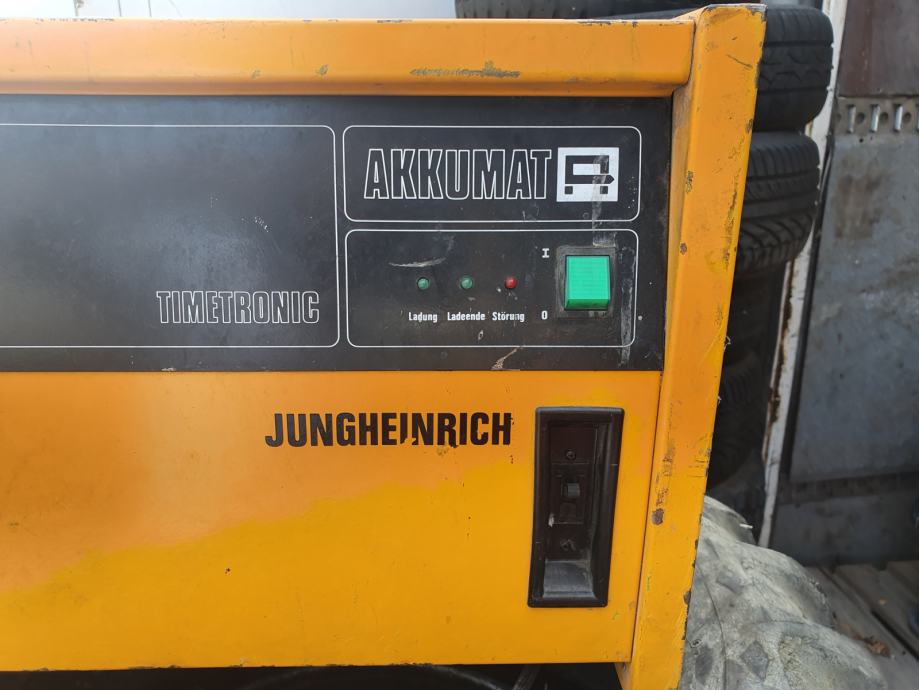 AKKUMAT
TIMETRONIC
I
Ladung Ladeende Störung 0
JUNGHEINRICH